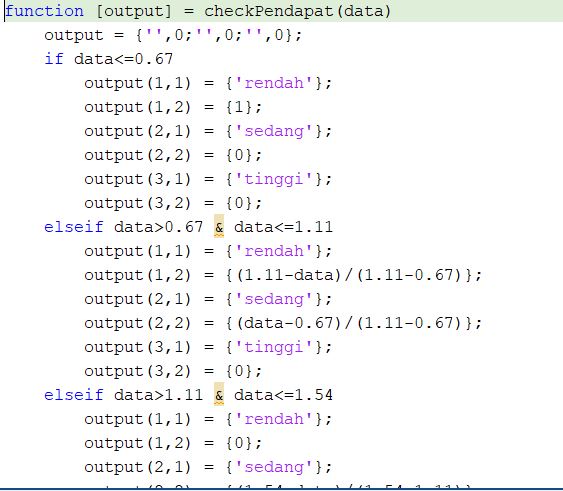 function [output] = checkPendapat(data)
output = {'',0;'',0;'',0};
if data<=0.67
output(1,1) = {'rendah'};
output(1,2) = {1};
output(2,1) = {'sedang'};
output(2,2) = {0};
output(3,1) = {'tinggi'};
output(3,2) = {0};
elseif data>0.67 & data<=1.11
output(1,1) = {'rendah'};
output(1,2) = {(1.11-data)/(1.11-0.67)};
output(2,1) = {'sedang'};
output(2,2) = {(data-0.67)/(1.11-0.67)};
output(3,1) = {'tinggi'};
output(3,2) = {0};
elseif data>1.11 & data<=1.54
output(1,1) = {'rendah'};
output(1,2) = {0};
output(2,1) = {'sedang'};